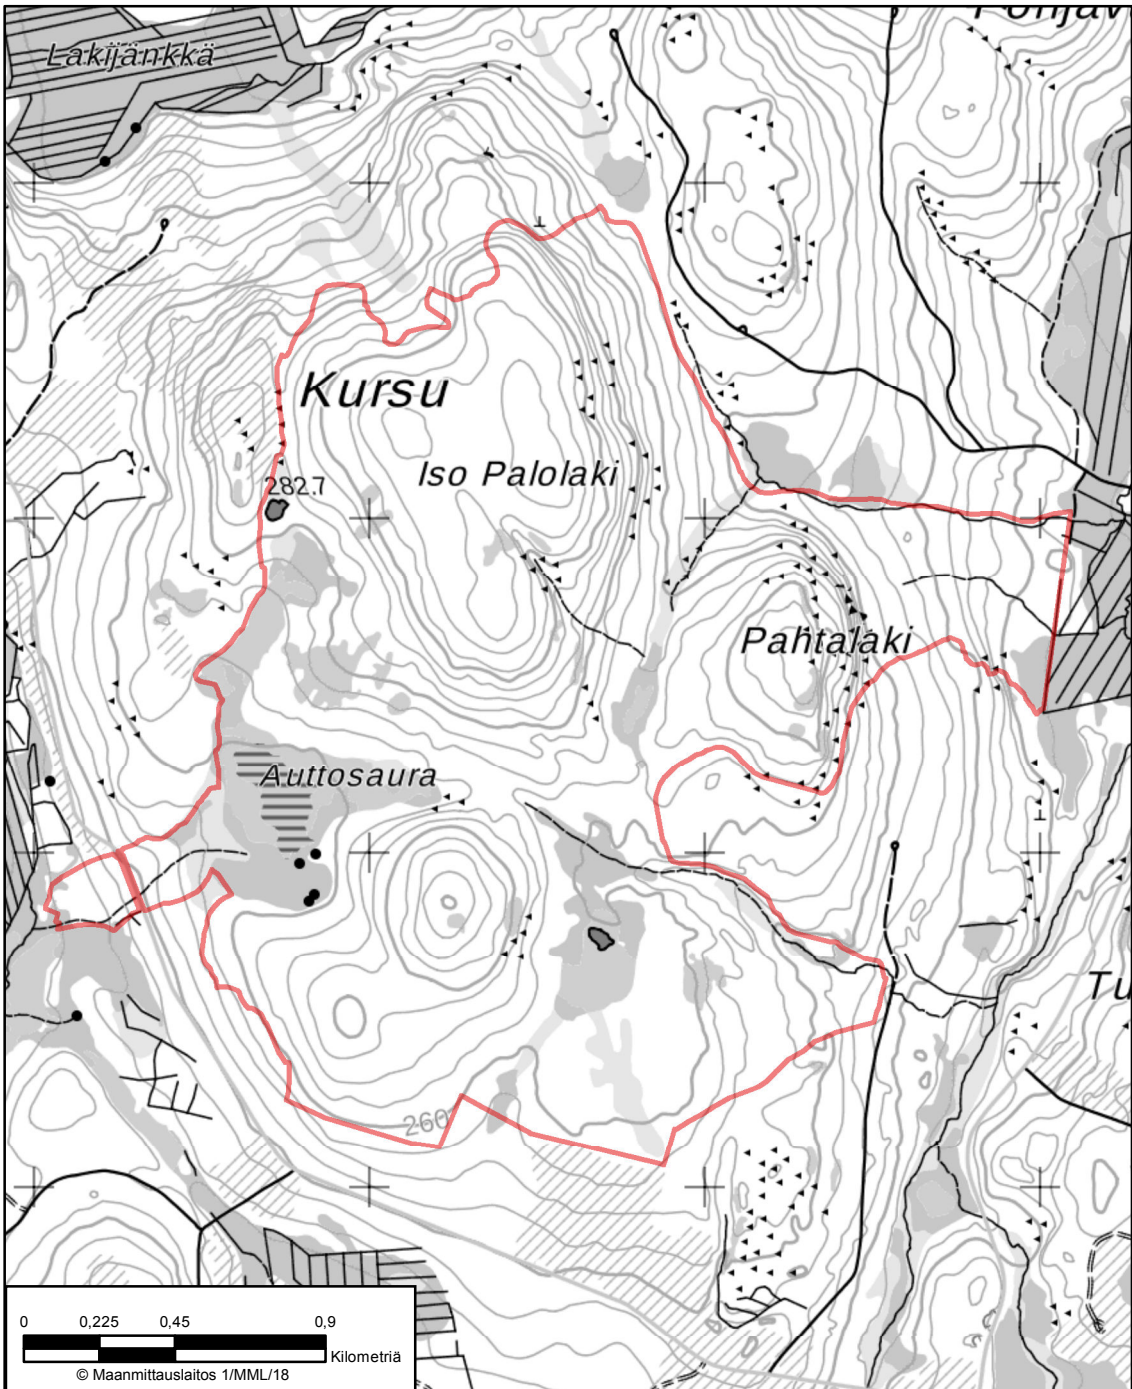 Lakijänkkä
Kursu
Iso Palolaki
282.7
Pahtalaki
Auttosaura
260
0 0,225 0,45 0,9
Kilometriä
© Maanmittauslaitos 1/MML/18